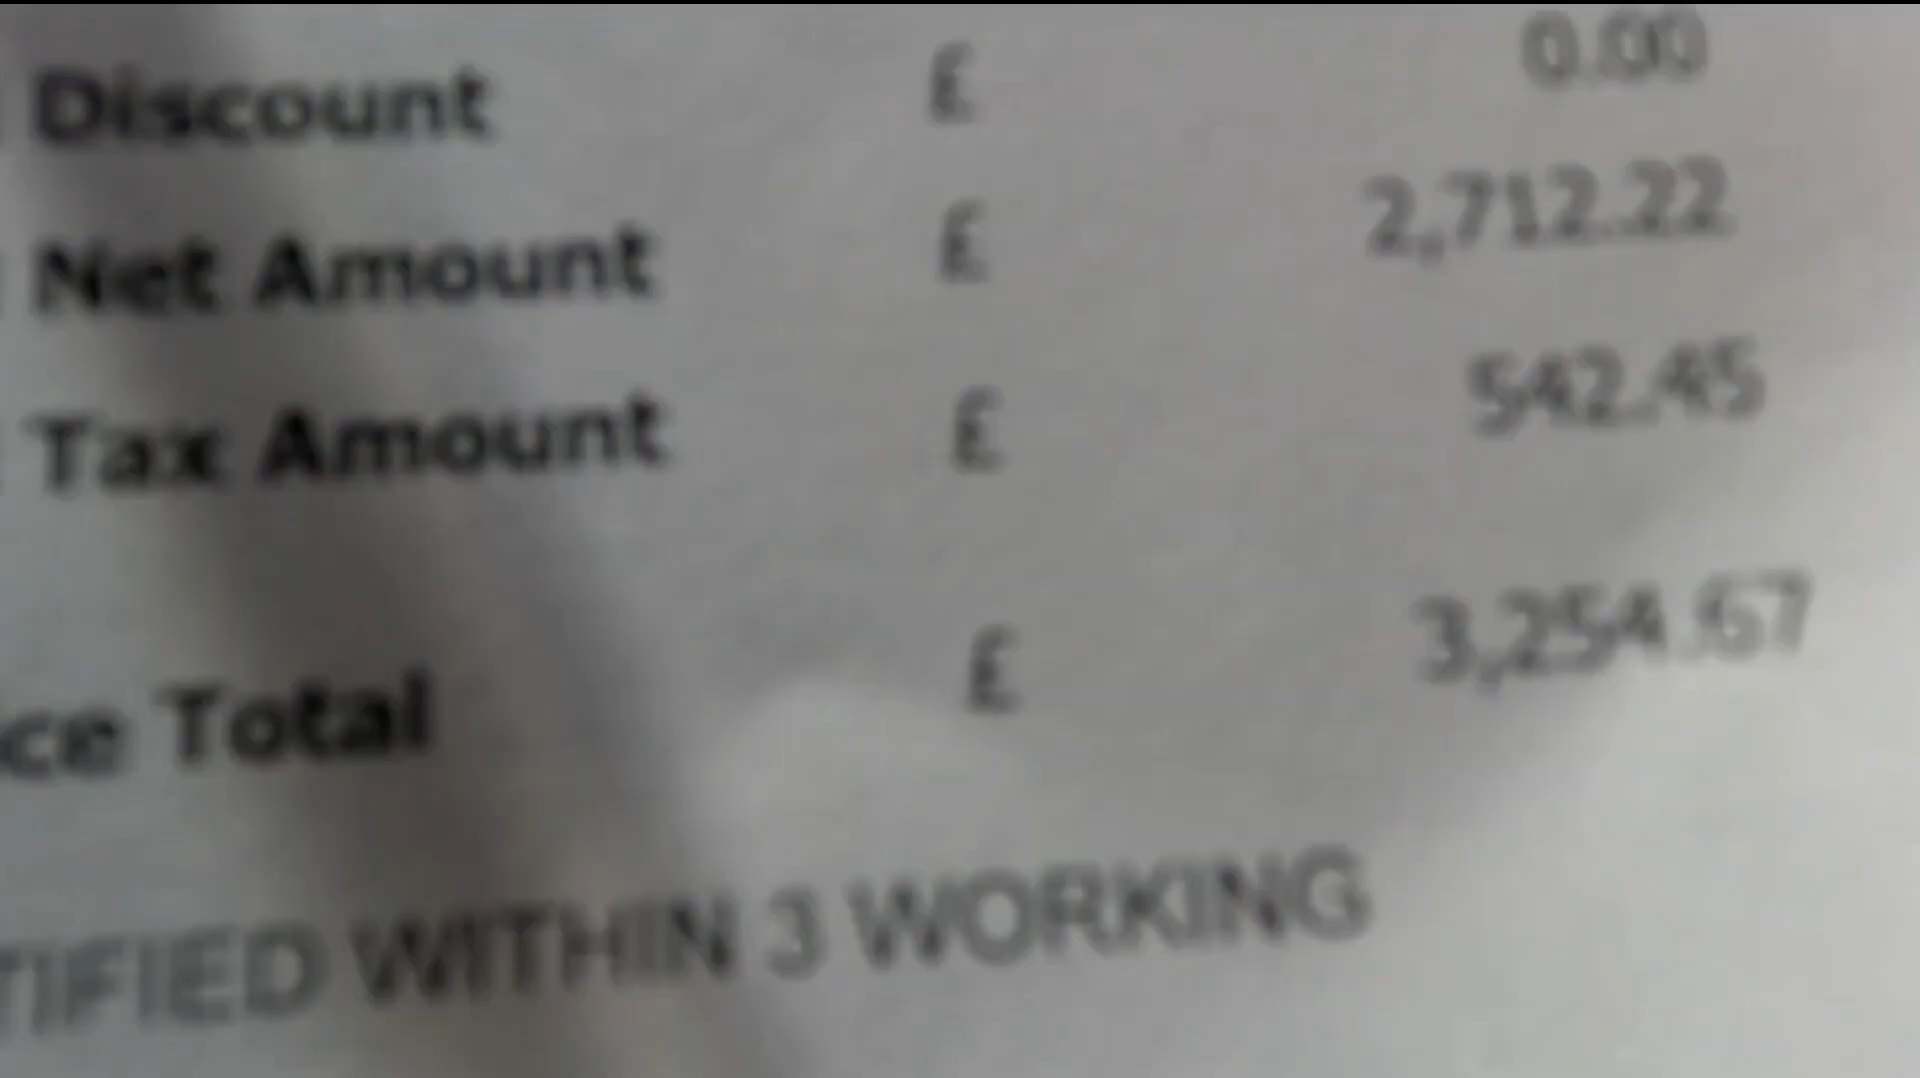 Discount £ 0.00
Net Amount £ 2,712.22
Tax Amount £ 542.45
ce Total £ 3,254.67
TIFIED WITHIN 3 WORKING